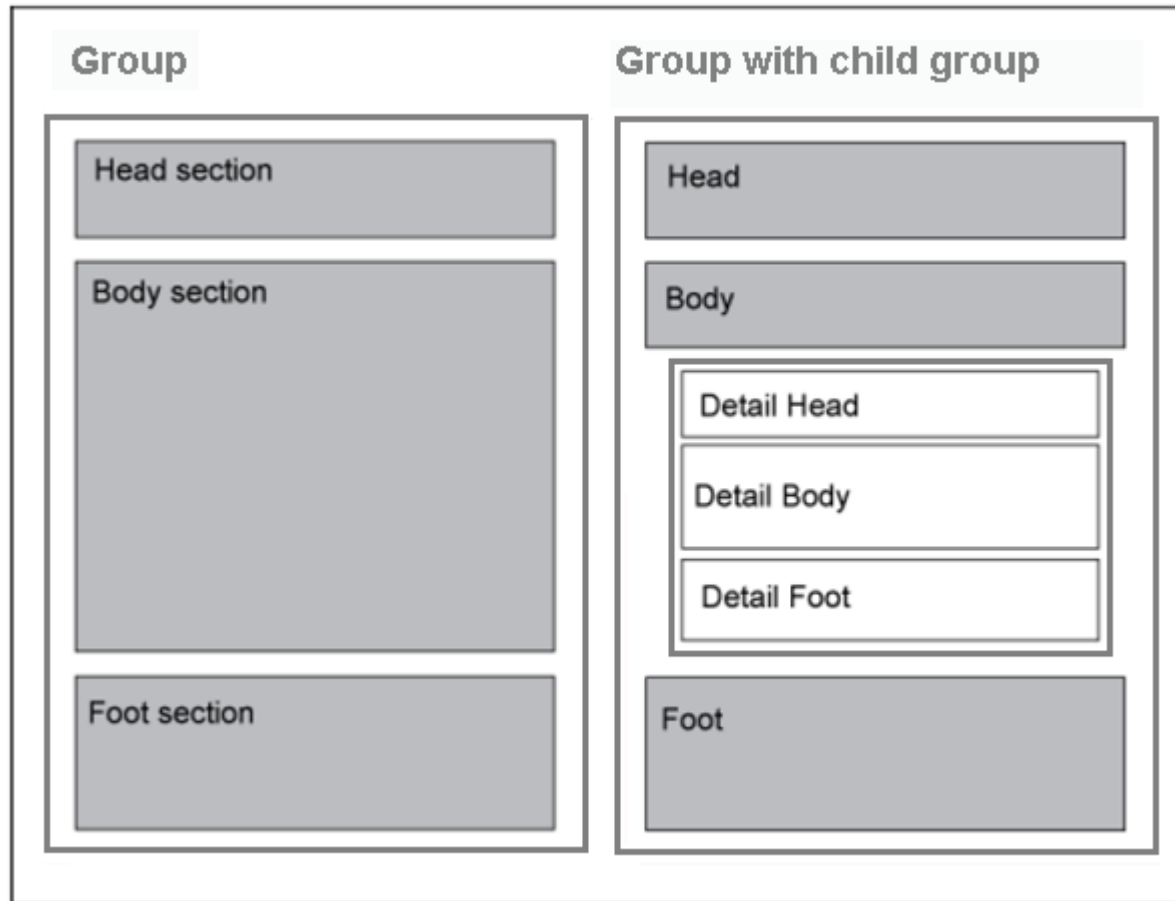 Group
Head section
Body section
Foot section
Group with child group
Head
Body
Detail Head
Detail Body
Detail Foot
Foot